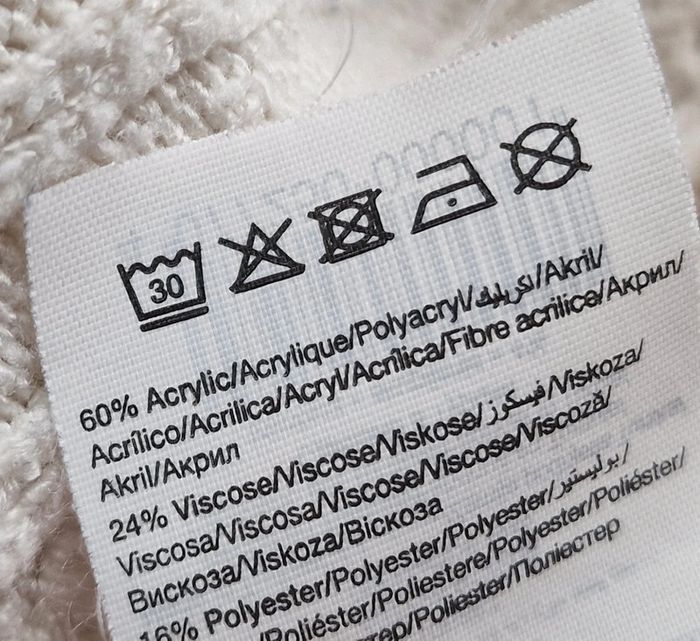 30
60% Acrylic/Acrylique/Polyacryl/اكريليك/Akril/
Acrílico/Acrilica/Acryl/Acrílica/Fibre acrilice/Акрил/
Akril/Акрил
24% Viscose/Viscose/Viskose/فيسكوز/Viskoza/
Viscosa/Viscosa/Viscose/Viscose/Viscoză/
Вискоза/Viskoza/Віскоза
16% Polyester/Polyester/Polyester/بوليستير/
/Poliéster/Poliestere/Polyester/Poliéster/
/Poliester/Поліестер